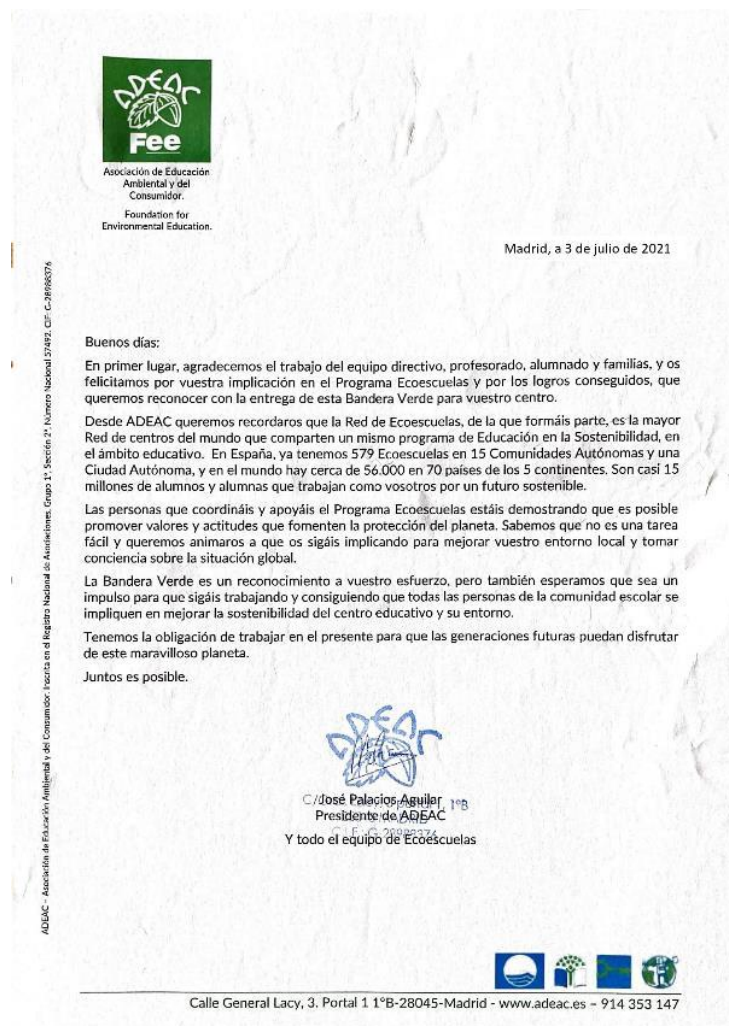 ADEAC
Fee
Asociación de Educación
Ambiental y del
Consumidor.
Foundation for
Environmental Education.
Madrid, a 3 de julio de 2021
Buenos días:
En primer lugar, agradecemos el trabajo del equipo directivo, profesorado, alumnado y familias, y os
felicitamos por vuestra implicación en el Programa Ecoescuelas y por los logros conseguidos, que
queremos reconocer con la entrega de esta Bandera Verde para vuestro centro.
Desde ADEAC queremos recordaros que la Red de Ecoescuelas, de la que formáis parte, es la mayor
Red de centros del mundo que comparten un mismo programa de Educación en la Sostenibilidad, en
el ámbito educativo. En España, ya tenemos 579 Ecoescuelas en 15 Comunidades Autónomas y una
Ciudad Autónoma, y en el mundo hay cerca de 56.000 en 70 países de los 5 continentes. Son casi 15
millones de alumnos y alumnas que trabajan como vosotros por un futuro sostenible.
Las personas que coordináis y apoyáis el Programa Ecoescuelas estáis demostrando que es posible
promover valores y actitudes que fomenten la protección del planeta. Sabemos que no es una tarea
fácil y queremos animaros a que os sigáis implicando para mejorar vuestro entorno local y tomar
conciencia sobre la situación global.
La Bandera Verde es un reconocimiento a vuestro esfuerzo, pero también esperamos que sea un
impulso para que sigáis trabajando y consiguiendo que todas las personas de la comunidad escolar se
impliquen en mejorar la sostenibilidad del centro educativo y su entorno.
Tenemos la obligación de trabajar en el presente para que las generaciones futuras puedan disfrutar
de este maravilloso planeta.
Juntos es posible.
ADEAC
José Palacios Aguilar
Presidente de ADEAC
Y todo el equipo de Ecoescuelas
ADEAC – Asociación de Educación Ambiental y del Consumidor. Inscrita en el Registro Nacional de Asociaciones, Grupo 1º, Sección 2ª, Número Nacional 57492. CIF: G-28988376
Calle General Lacy, 3. Portal 1 1ºB-28045-Madrid - www.adeac.es – 914 353 147